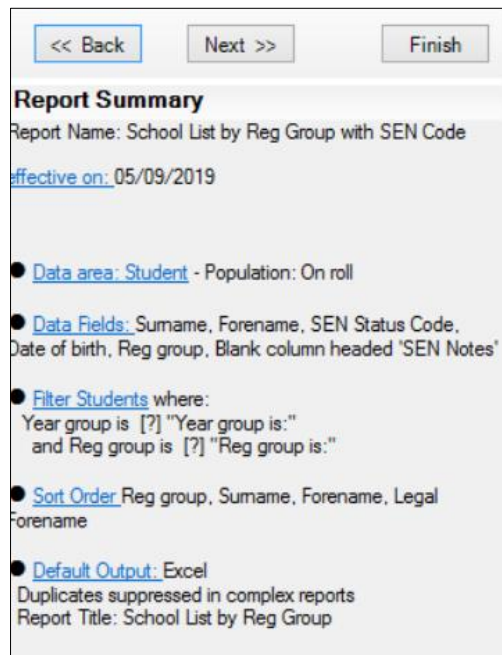 << Back Next >> Finish
Report Summary
Report Name: School List by Reg Group with SEN Code
effective on: 05/09/2019
Data area: Student - Population: On roll
Data Fields: Surname, Forename, SEN Status Code,
Date of birth, Reg group, Blank column headed 'SEN Notes'
Filter Students where:
Year group is [?] "Year group is:"
and Reg group is [?] "Reg group is:"
Sort Order Reg group, Surname, Forename, Legal
Forename
Default Output: Excel
Duplicates suppressed in complex reports
Report Title: School List by Reg Group